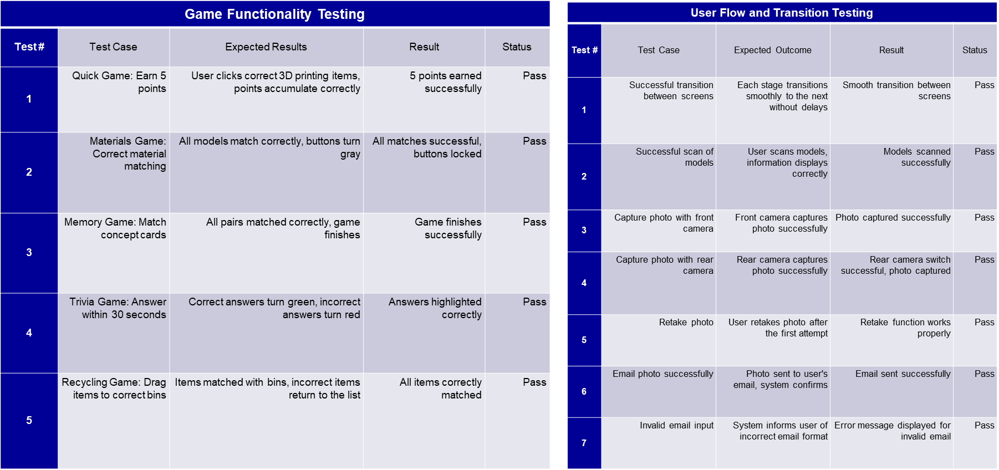 Game Functionality Testing
Test # Test Case Expected Results Result Status
1
Quick Game: Earn 5
points
User clicks correct 3D printing items,
points accumulate correctly
5 points earned
successfully
Pass
2
Materials Game:
Correct material
matching
All models match correctly, buttons turn
gray
All matches successful,
buttons locked
Pass
3
Memory Game: Match
concept cards
All pairs matched correctly, game
finishes
Game finishes
successfully
Pass
4
Trivia Game: Answer
within 30 seconds
Correct answers turn green, incorrect
answers turn red
Answers highlighted
correctly
Pass
5
Recycling Game: Drag
items to correct bins
Items matched with bins, incorrect items
return to the list
All items correctly
matched
Pass
User Flow and Transition Testing
Test # Test Case Expected Outcome Result Status
1
Successful transition
between screens
Each stage transitions
smoothly to the next
without delays
Smooth transition between
screens
Pass
2
Successful scan of
models
User scans models,
information displays
correctly
Models scanned
successfully
Pass
3
Capture photo with front
camera
Front camera captures
photo successfully
Photo captured successfully
Pass
4
Capture photo with rear
camera
Rear camera captures
photo successfully
Rear camera switch
successful, photo captured
Pass
5
Retake photo
User retakes photo after
the first attempt
Retake function works
properly
Pass
6
Email photo successfully
Photo sent to user's
email, system confirms
Email sent successfully
Pass
7
Invalid email input
System informs user of
incorrect email format
Error message displayed for
invalid email
Pass